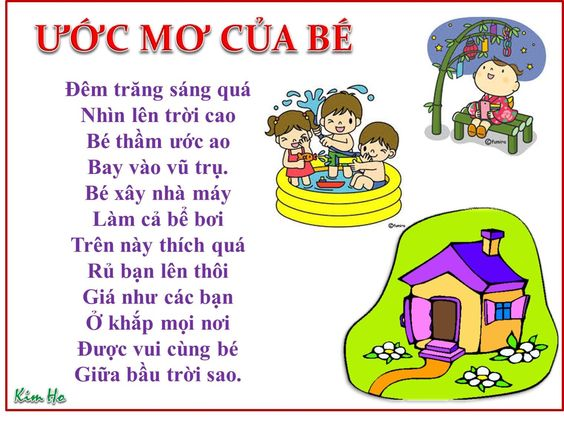 ƯỚC MƠ CỦA BÉ
Đêm trăng sáng quá
Nhìn lên trời cao
Bé thầm ước ao
Bay vào vũ trụ.
Bé xây nhà máy
Làm cả bể bơi
Trên này thích quá
Rủ bạn lên thôi
Giá như các bạn
Ở khắp mọi nơi
Được vui cùng bé
Giữa bầu trời sao.
Kim Ho
©fumira
©fumira